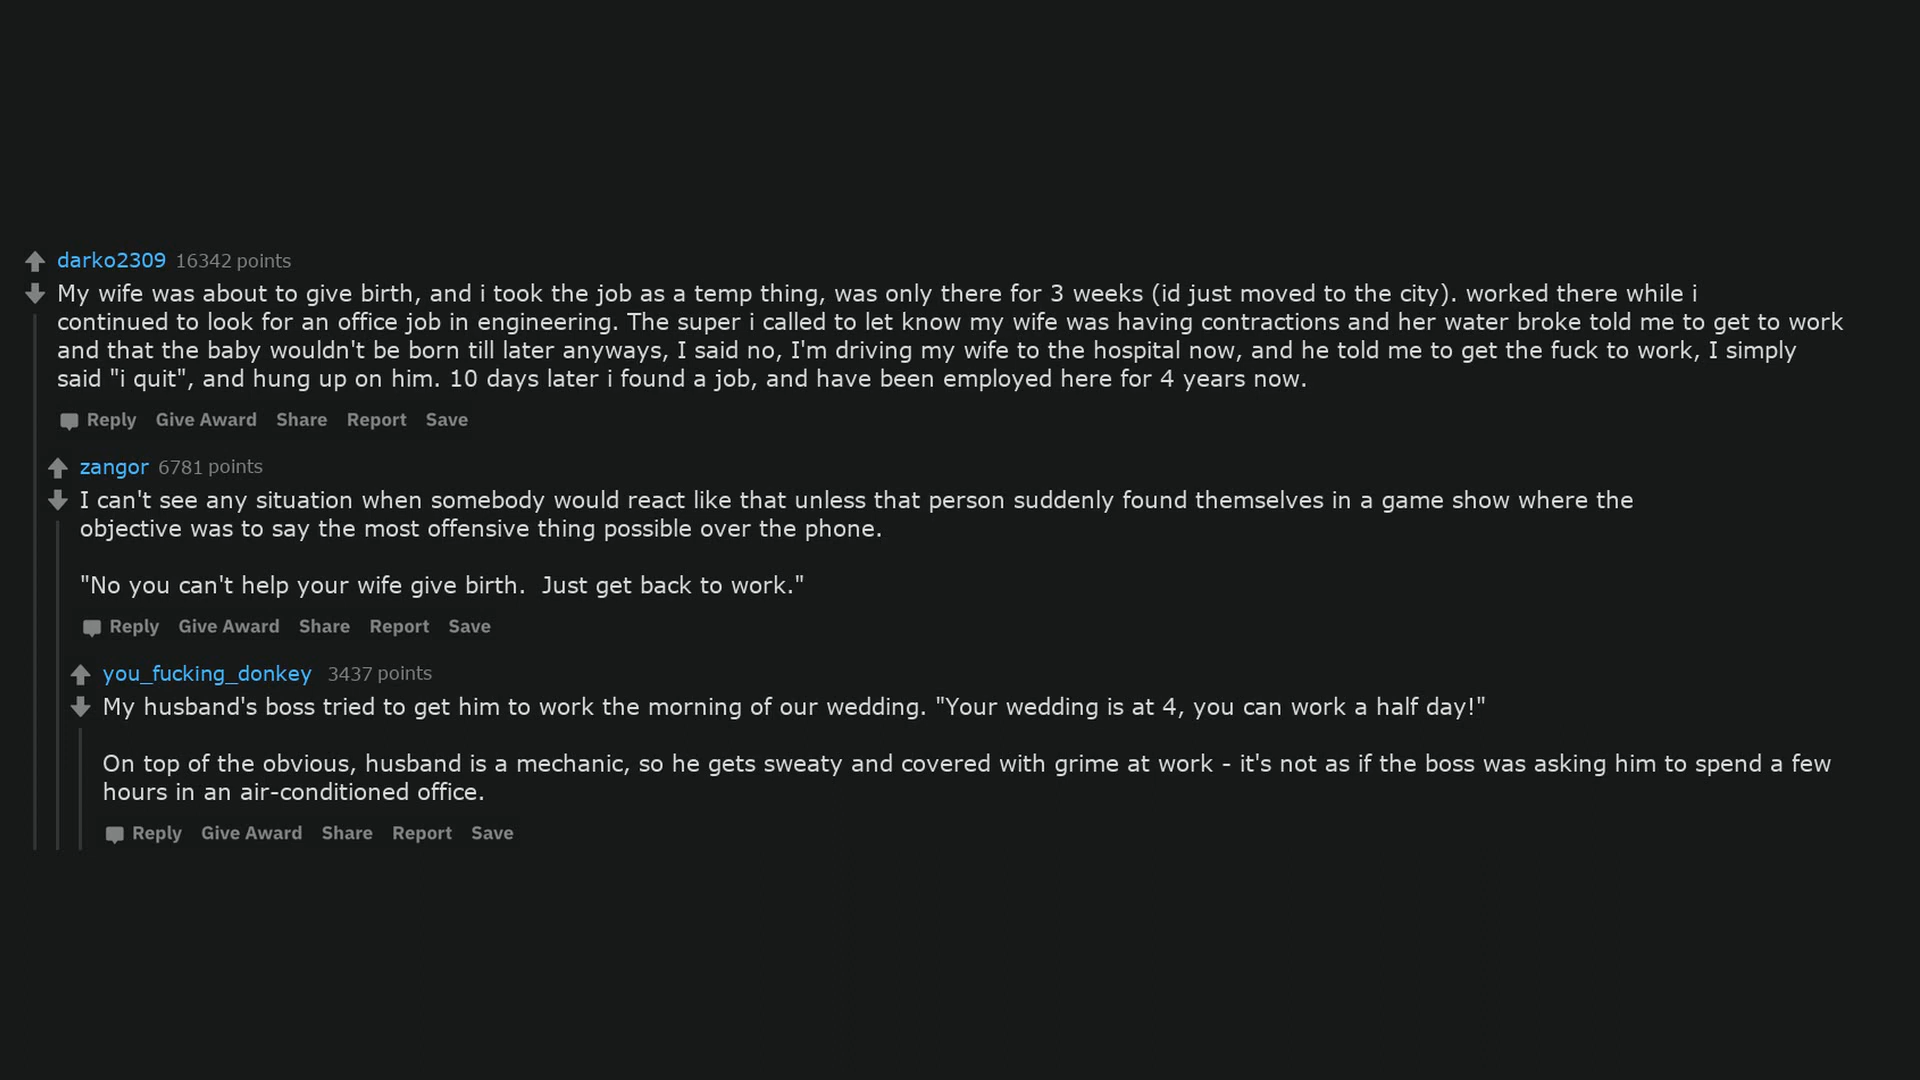 darko2309 16342 points
My wife was about to give birth, and i took the job as a temp thing, was only there for 3 weeks (id just moved to the city). worked there while i
continued to look for an office job in engineering. The super i called to let know my wife was having contractions and her water broke told me to get to work
and that the baby wouldn't be born till later anyways, I said no, I'm driving my wife to the hospital now, and he told me to get the fuck to work, I simply
said "i quit", and hung up on him. 10 days later i found a job, and have been employed here for 4 years now.
Reply Give Award Share Report Save
zangor 6781 points
I can't see any situation when somebody would react like that unless that person suddenly found themselves in a game show where the
objective was to say the most offensive thing possible over the phone.
"No you can't help your wife give birth.  Just get back to work."
Reply Give Award Share Report Save
you_fucking_donkey 3437 points
My husband's boss tried to get him to work the morning of our wedding. "Your wedding is at 4, you can work a half day!"
On top of the obvious, husband is a mechanic, so he gets sweaty and covered with grime at work - it's not as if the boss was asking him to spend a few
hours in an air-conditioned office.
Reply Give Award Share Report Save